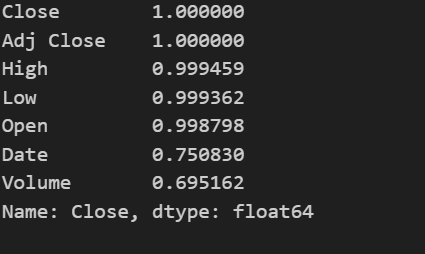 Close        1.000000
Adj Close    1.000000
High         0.999459
Low          0.999362
Open         0.998798
Date         0.750830
Volume       0.695162
Name: Close, dtype: float64